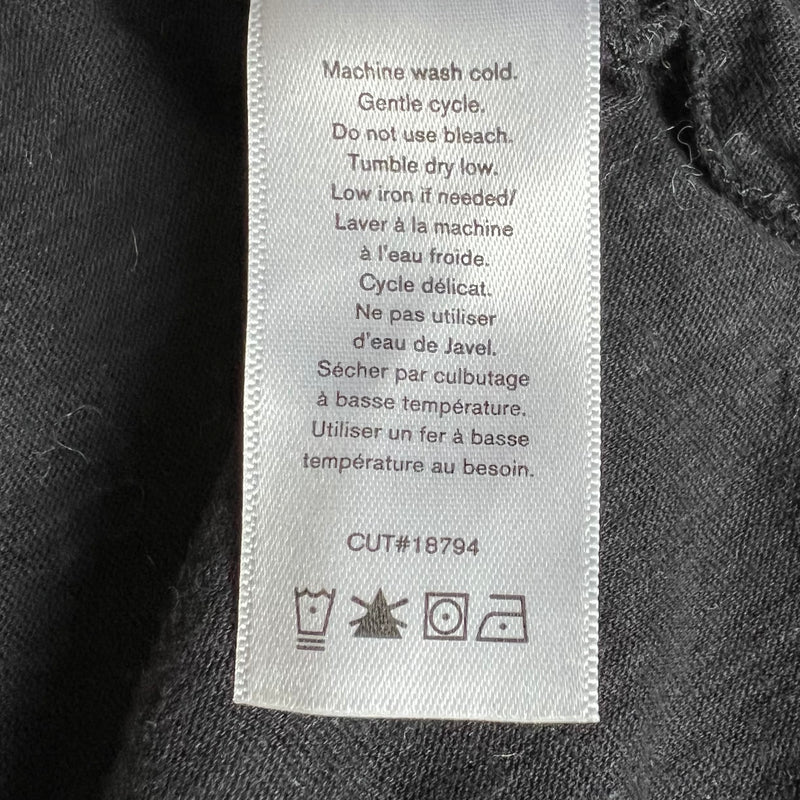 Machine wash cold.
Gentle cycle.
Do not use bleach.
Tumble dry low.
Low iron if needed/
Laver à la machine
à l'eau froide.
Cycle délicat.
Ne pas utiliser
d'eau de Javel.
Sécher par culbutage
à basse température.
Utiliser un fer à basse
température au besoin.
CUT#18794